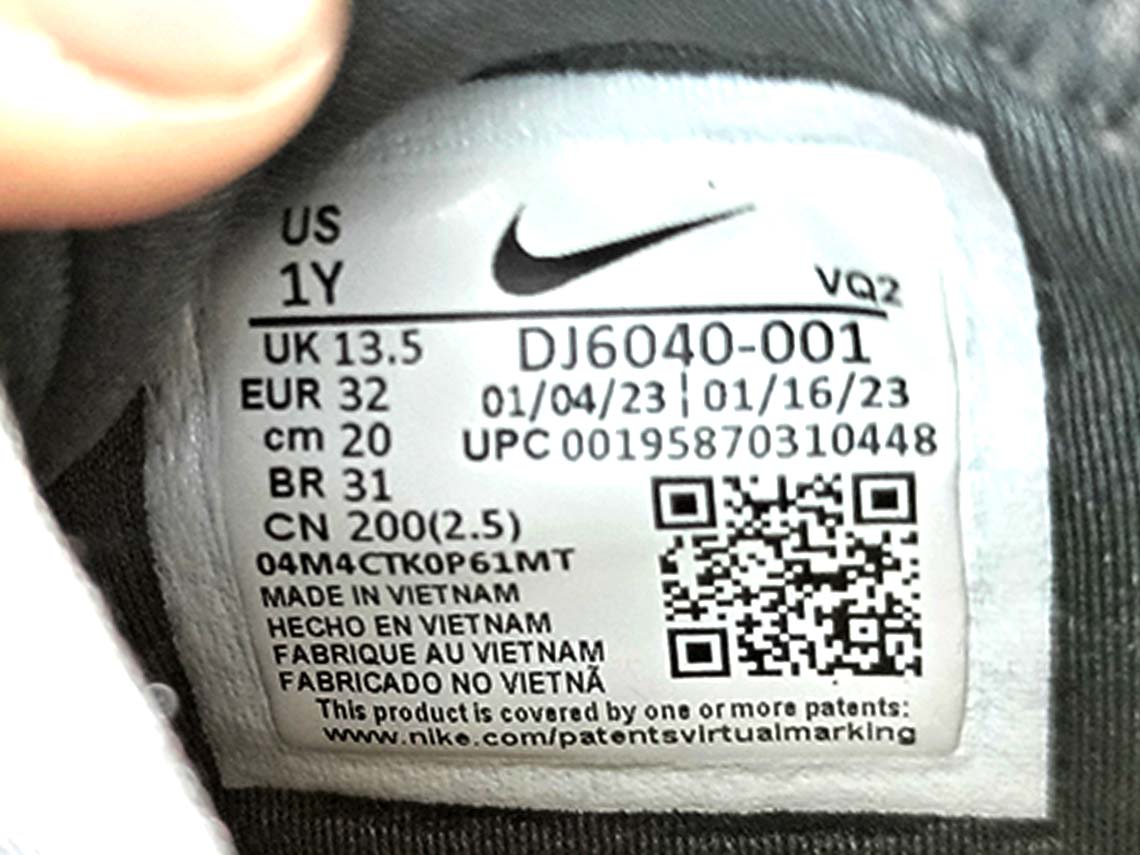 US
1Y
VQ2
UK 13.5 DJ6040-001
EUR 32 01/04/23 | 01/16/23
cm 20 UPC 00195870310448
BR 31
CN 200(2.5)
04M4CTK0P61MT
MADE IN VIETNAM
HECHO EN VIETNAM
FABRIQUE AU VIETNAM
FABRICADO NO VIETNÃ
This product is covered by one or more patents:
www.nike.com/patentsvirtualmarking